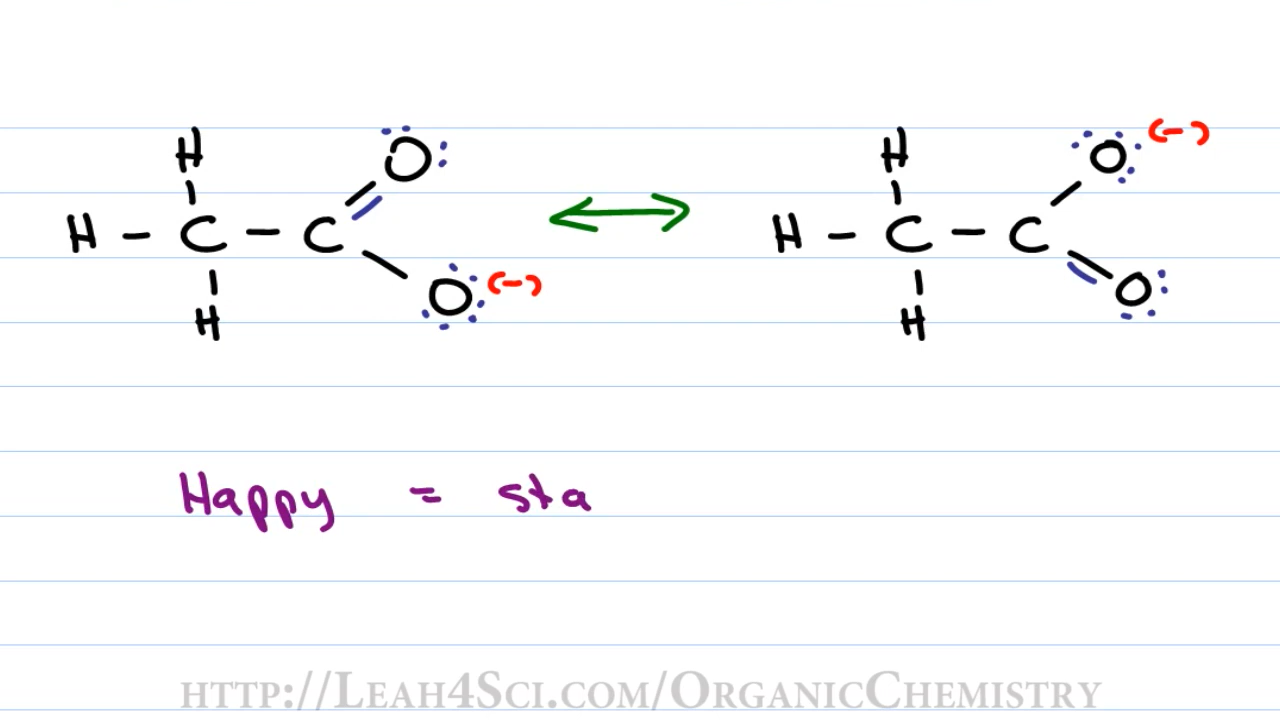 H H
O (-)
O
H - C - C
H - C - C
O (-)
O
H
H
Happy = sta
HTTP://LEAH4SCI.COM/ORGANICCHEMISTRY